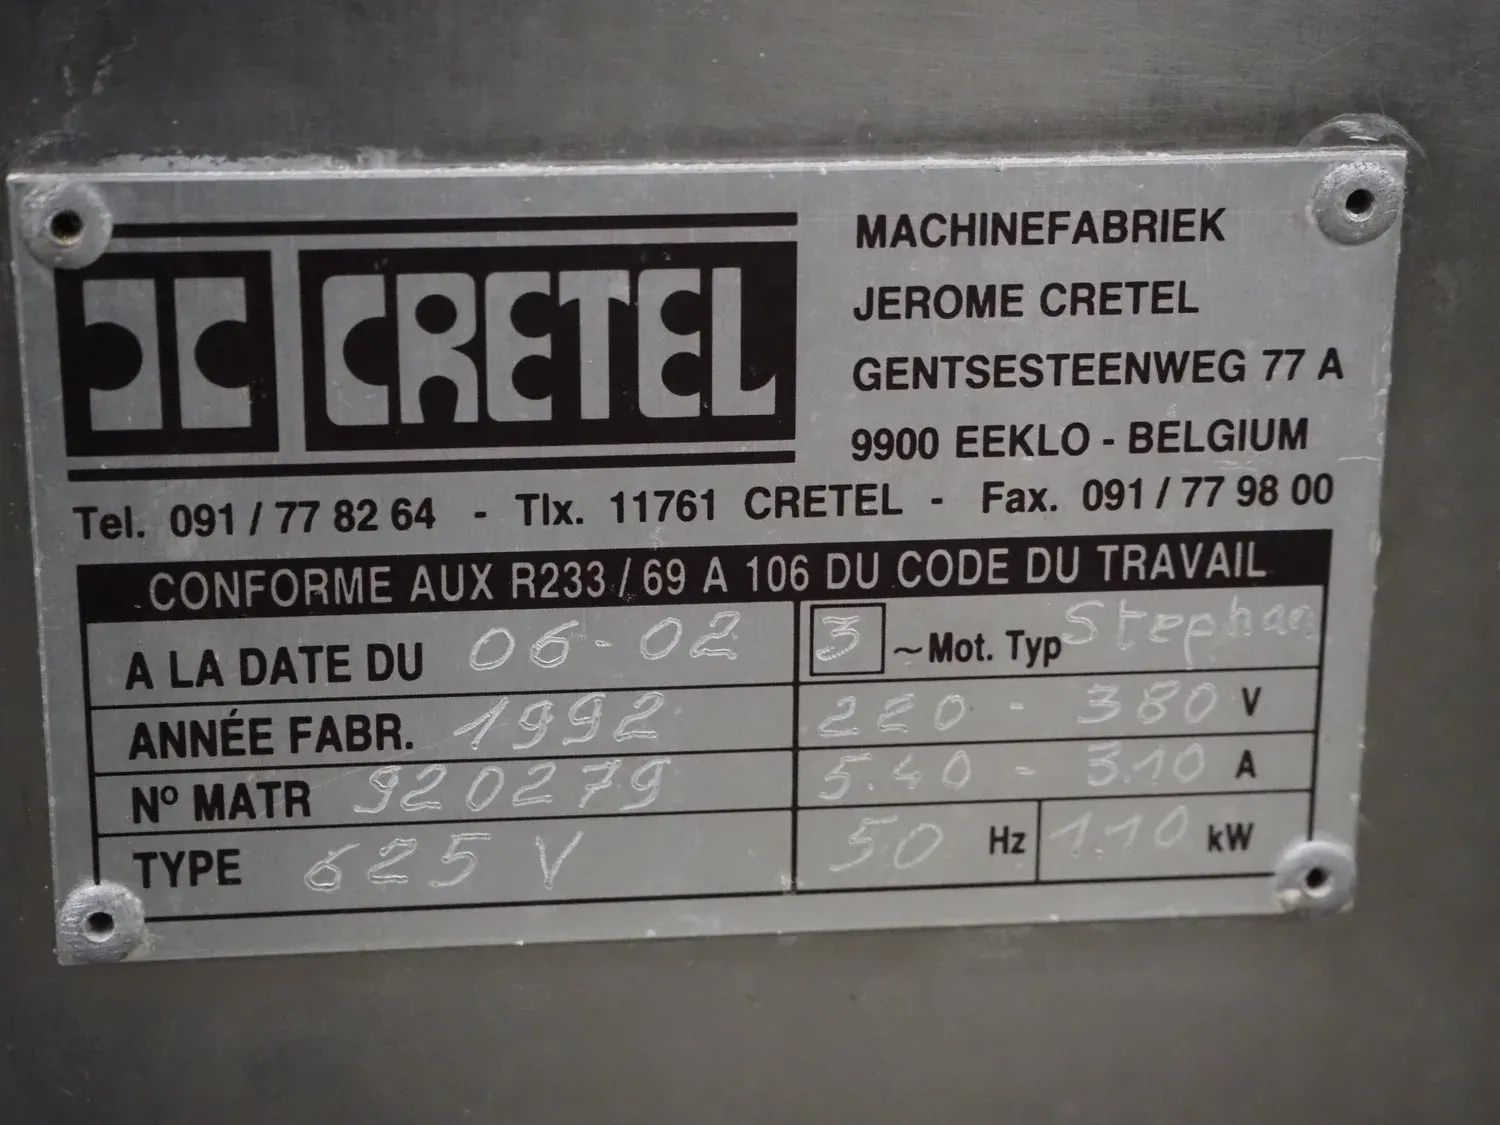 CRETEL
MACHINEFABRIEK
JEROME CRETEL
GENTSESTEENWEG 77 A
9900 EEKLO - BELGIUM
Tel. 091 / 77 82 64 - Tlx. 11761 CRETEL - Fax. 091 / 77 98 00
CONFORME AUX R233 / 69 A 106 DU CODE DU TRAVAIL
A LA DATE DU 06-02
ANNÉE FABR. 1992
Nº MATR 920279
TYPE 625 V
3 ~ Mot. Typ Stephan
220 - 380 V
5.40 - 3.10 A
50 Hz 1.10 kW